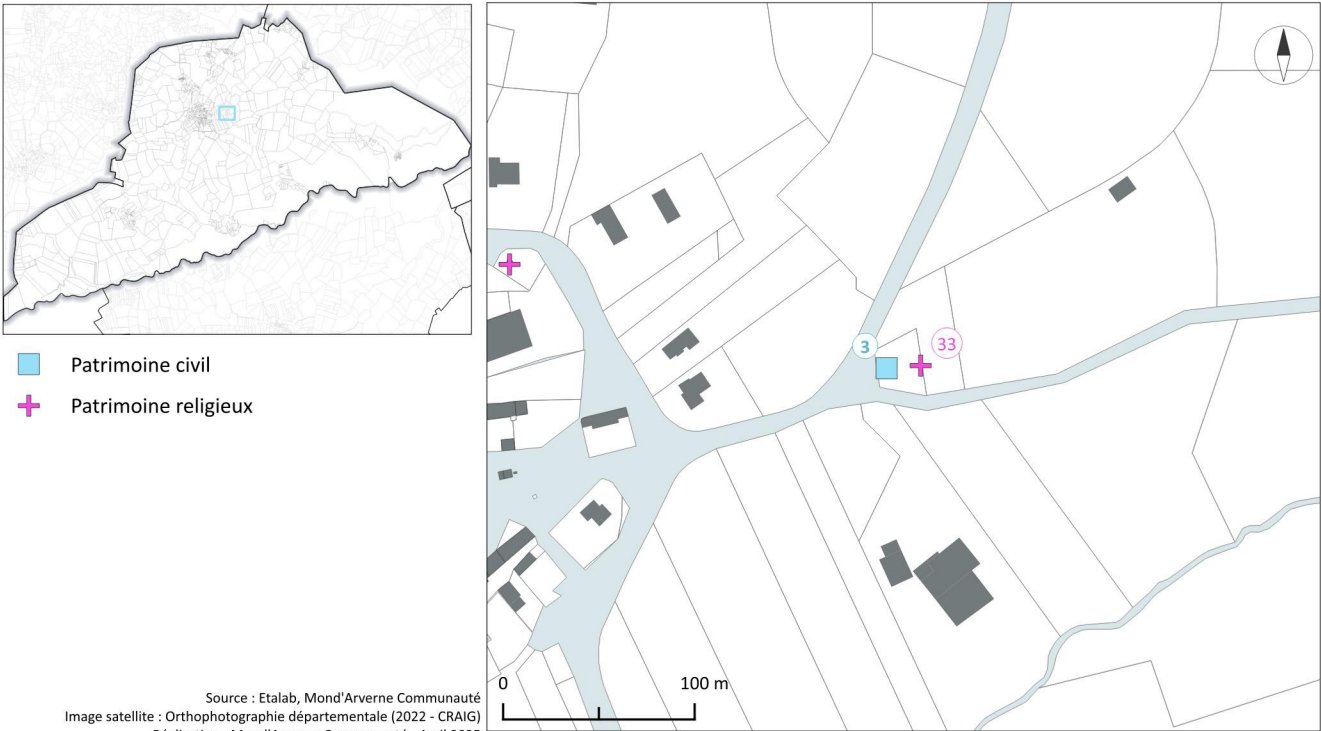 Patrimoine civil
Patrimoine religieux
Source : Etalab, Mond'Arverne Communauté
Image satellite : Orthophotographie départementale (2022 - CRAIG)
3
33
0 100 m